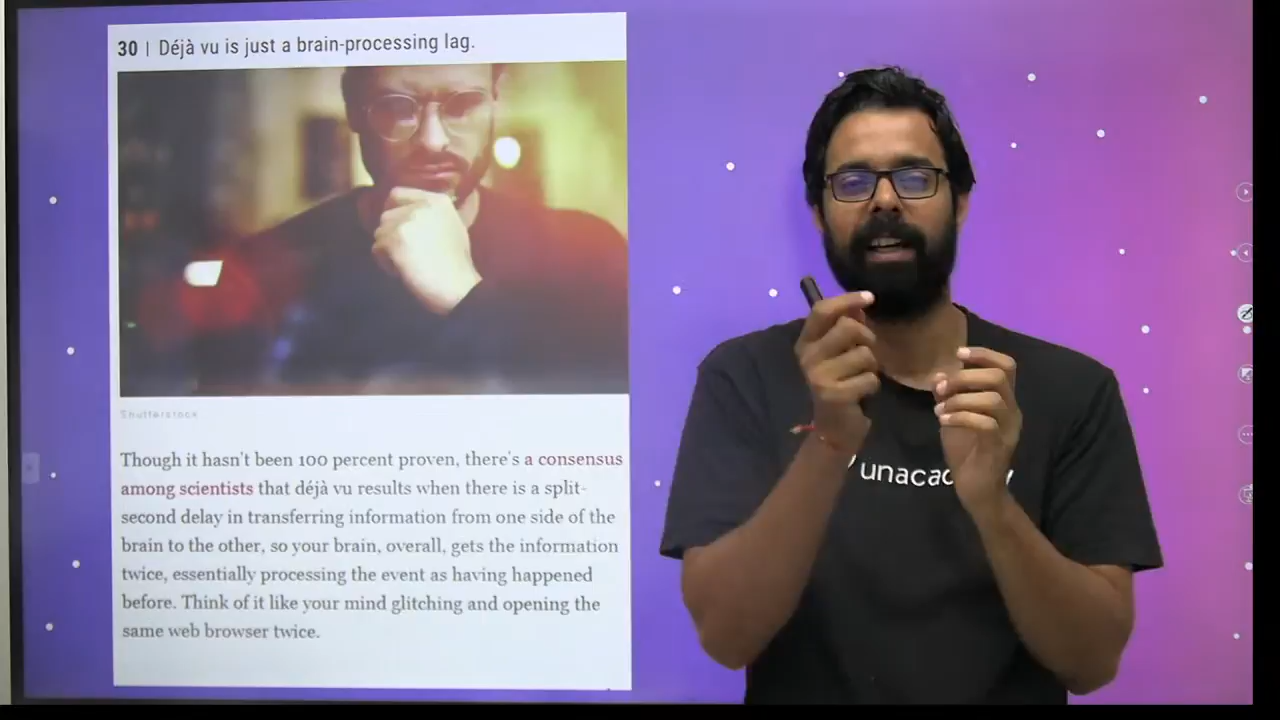 30 | Déjà vu is just a brain-processing lag.
Shutterstock
Though it hasn't been 100 percent proven, there's a consensus
among scientists that déjà vu results when there is a split-
second delay in transferring information from one side of the
brain to the other, so your brain, overall, gets the information
twice, essentially processing the event as having happened
before. Think of it like your mind glitching and opening the
same web browser twice.